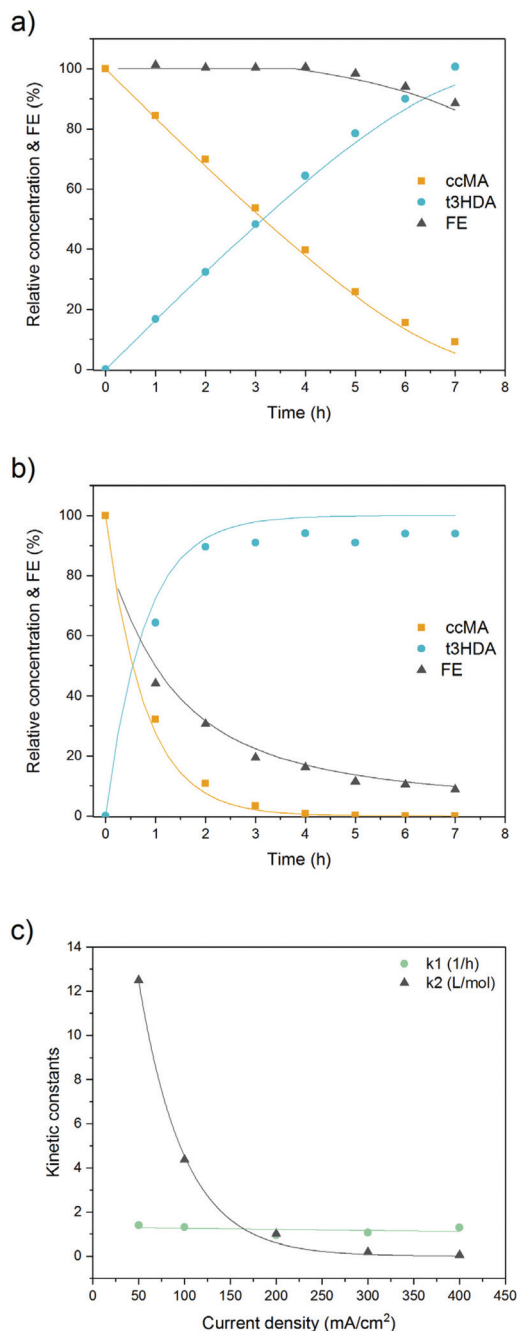 a)
Relative concentration & FE (%)
100
80
60
40
20
0
ccMA
t3HDA
FE
0 1 2 3 4 5 6 7 8
Time (h)
b)
Relative concentration & FE (%)
100
80
60
40
20
0
ccMA
t3HDA
FE
0 1 2 3 4 5 6 7 8
Time (h)
c)
Kinetic constants
14
12
10
8
6
4
2
0
k1 (1/h)
k2 (L/mol)
0 50 100 150 200 250 300 350 400 450
Current density (mA/cm²)